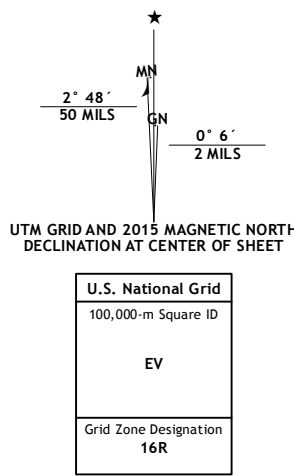 ★
MN
GN
2° 48´
50 MILS
0° 6´
2 MILS
UTM GRID AND 2015 MAGNETIC NORTH
DECLINATION AT CENTER OF SHEET
U.S. National Grid
100,000-m Square ID
EV
Grid Zone Designation
16R